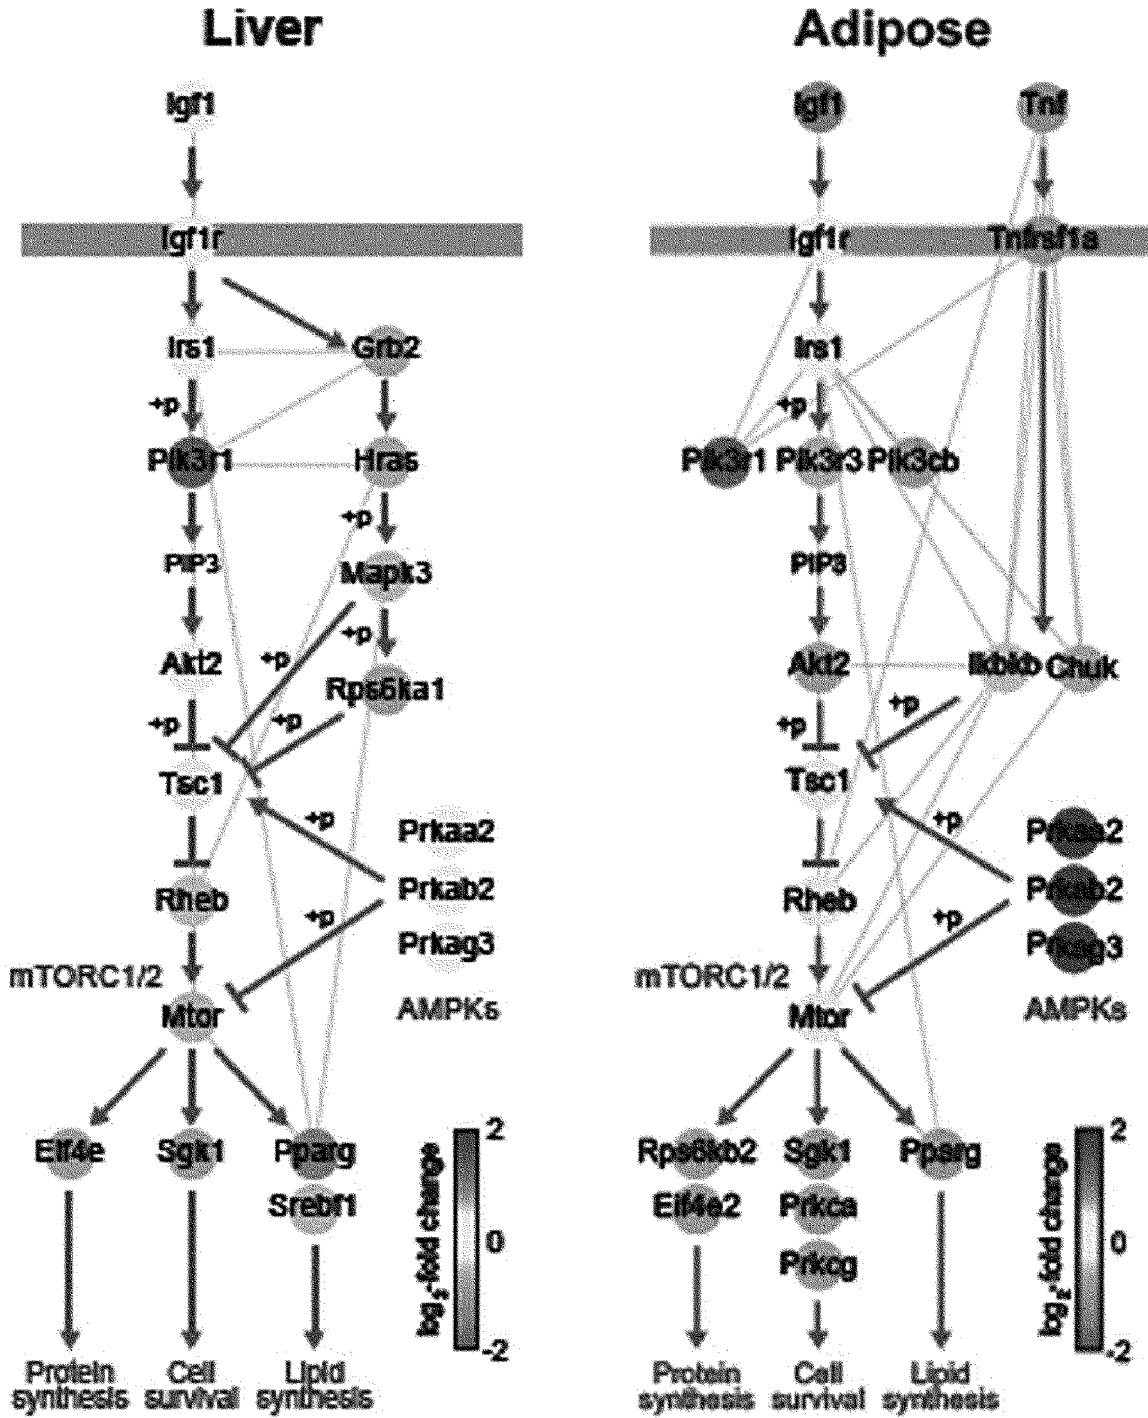 Liver
Igf1
Igf1r
Irs1
Grb2
+p
Pik3r1
Hras
+p
PIP3
Mapk3
+p
+p
Akt2
Rps6ka1
+p
+p
Tsc1
+p
Prkaa2
Rheb
Prkab2
+p
Prkag3
mTORC1/2
Mtor
AMPKs
Eif4e
Sgk1
Pparg
Srebf1
2
0
-2
log2-fold change
Protein synthesis
Cell survival
Lipid synthesis
Adipose
Igf1
Tnf
Igf1r
Tnfrsf1a
Irs1
+p
Pik3r1
Pik3r3
Pik3cb
PIP3
Akt2
Ikbkb
Chuk
+p
+p
Tsc1
+p
Prkaa2
Rheb
Prkab2
+p
Prkag3
mTORC1/2
Mtor
AMPKs
Rps6kb2
Sgk1
Pparg
Eif4e2
Prkca
Prkcg
2
0
-2
log2-fold change
Protein synthesis
Cell survival
Lipid synthesis